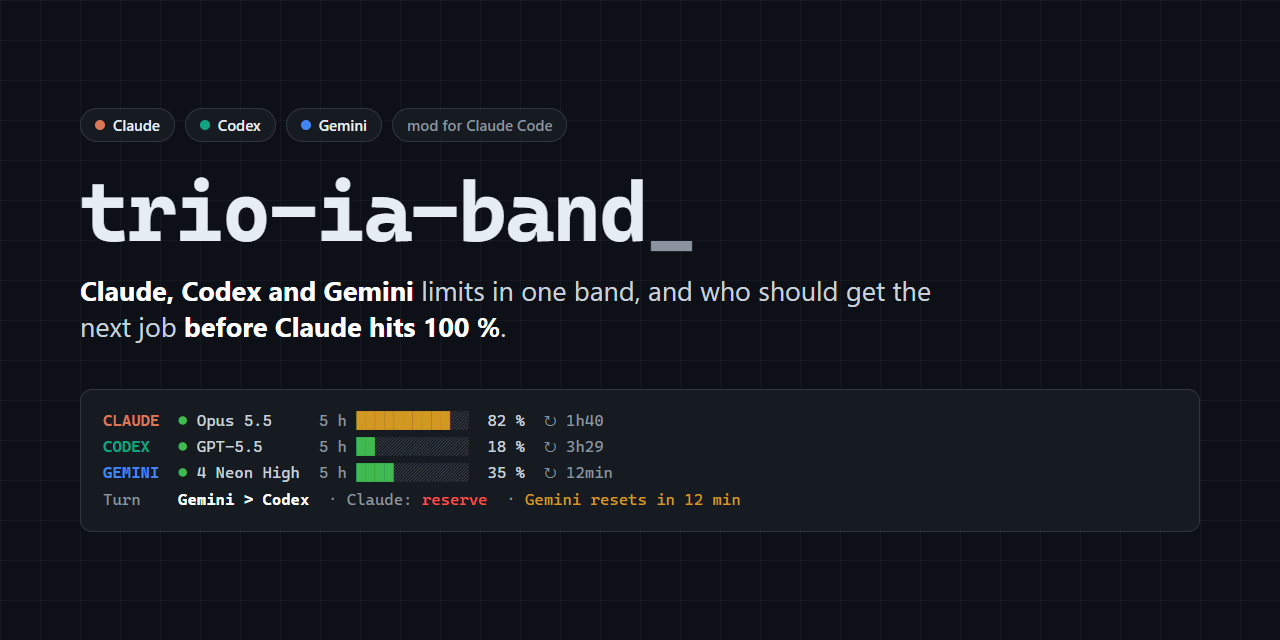 Claude Codex Gemini mod for Claude Code
trio-ia-band_
Claude, Codex and Gemini limits in one band, and who should get the
next job before Claude hits 100 %.
CLAUDE ● Opus 5.5 5 h ██████████░░ 82 % ↻ 1h40
CODEX ● GPT-5.5 5 h ██░░░░░░░░░░ 18 % ↻ 3h29
GEMINI ● 4 Neon High 5 h ████░░░░░░░░ 35 % ↻ 12min
Turn Gemini > Codex · Claude: reserve · Gemini resets in 12 min